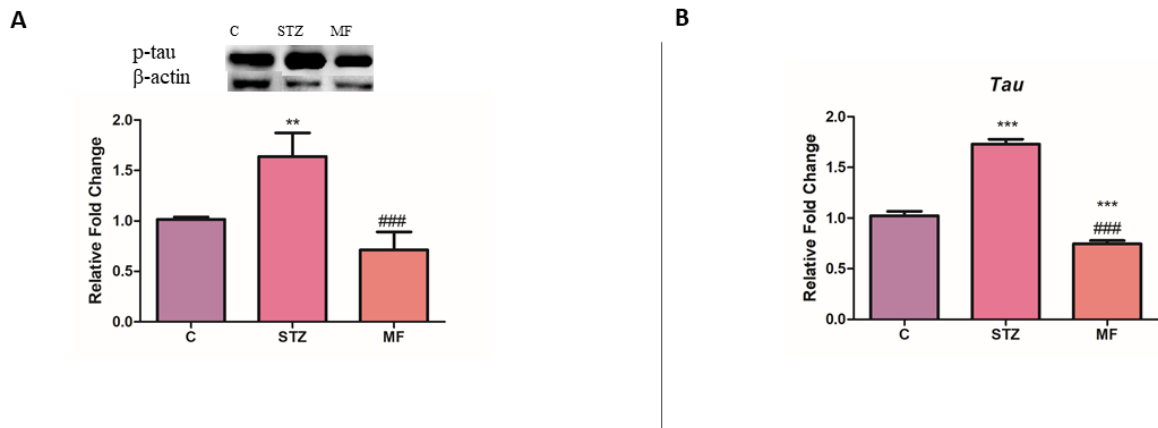 A
C STZ MF
p-tau
β-actin
Relative Fold Change
2.0
1.5
1.0
0.5
0.0
**
###
C STZ MF
B
Tau
Relative Fold Change
2.0
1.5
1.0
0.5
0.0
***
***
###
C STZ MF